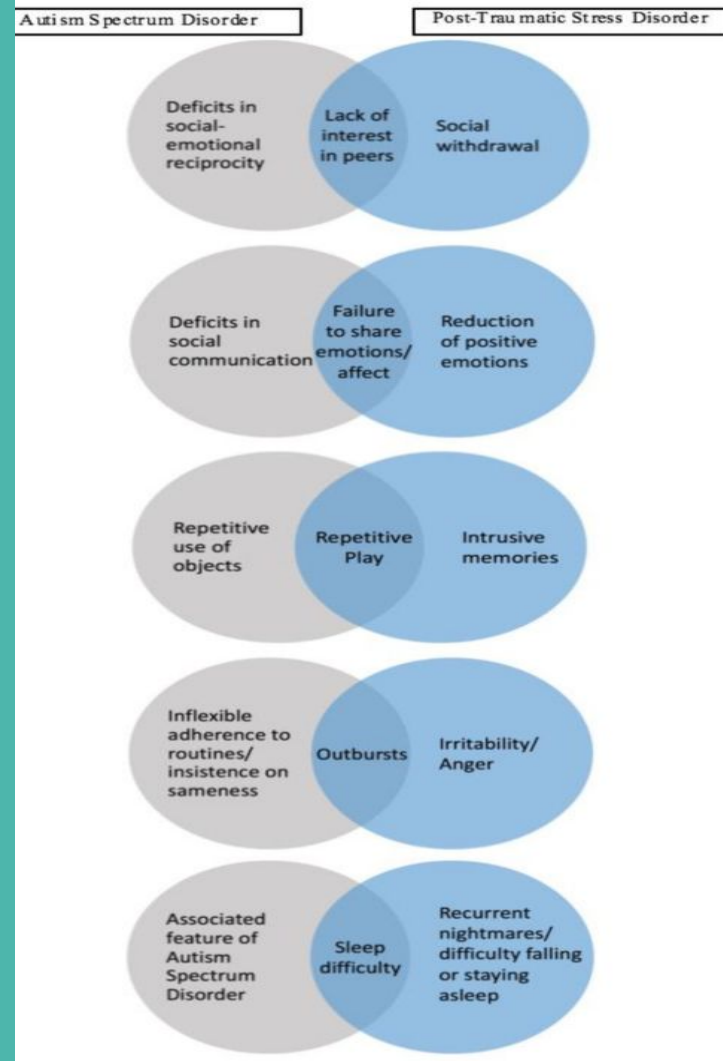 Autism Spectrum Disorder
Post-Traumatic Stress Disorder
Deficits in
social-
emotional
reciprocity
Lack of
interest
in peers
Social
withdrawal
Deficits in
social
communication
Failure
to share
emotions/
affect
Reduction
of positive
emotions
Repetitive
use of
objects
Repetitive
Play
Intrusive
memories
Inflexible
adherence to
routines/
insistence on
sameness
Outbursts
Irritability/
Anger
Associated
feature of
Autism
Spectrum
Disorder
Sleep
difficulty
Recurrent
nightmares/
difficulty falling
or staying
asleep